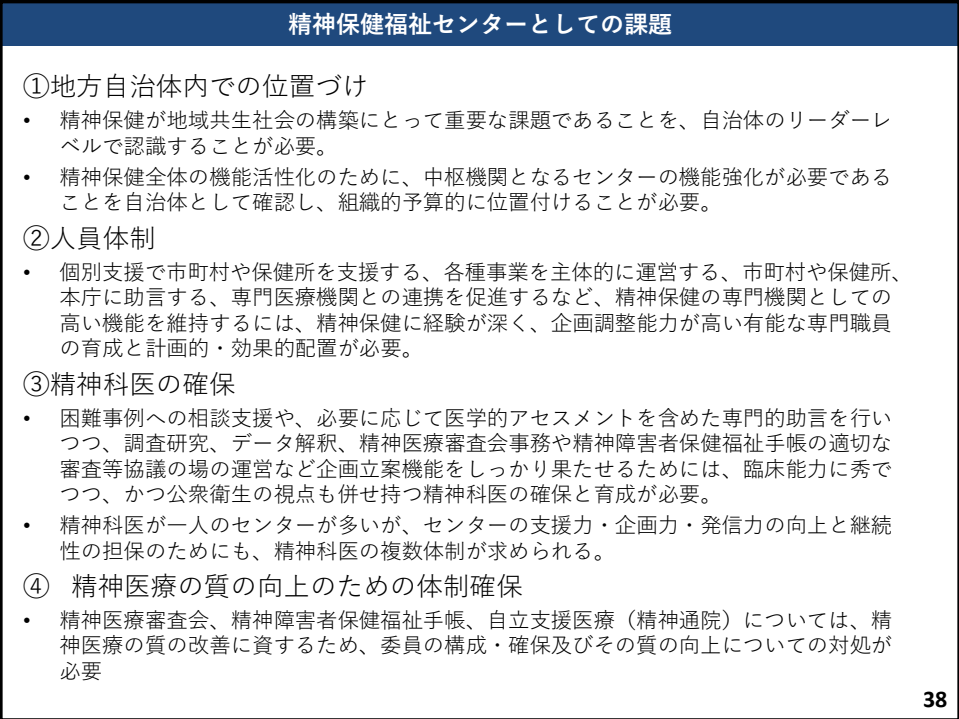 精神保健福祉センターとしての課題
①地方自治体内での位置づけ
• 精神保健が地域共生社会の構築にとって重要な課題であることを、自治体のリーダーレ
ベルで認識することが必要。
• 精神保健全体の機能活性化のために、中枢機関となるセンターの機能強化が必要である
ことを自治体として確認し、組織的予算的に位置付けることが必要。
②人員体制
• 個別支援で市町村や保健所を支援する、各種事業を主体的に運営する、市町村や保健所、
本庁に助言する、専門医療機関との連携を促進するなど、精神保健の専門機関としての
高い機能を維持するには、精神保健に経験が深く、企画調整能力が高い有能な専門職員
の育成と計画的・効果的配置が必要。
③精神科医の確保
• 困難事例への相談支援や、必要に応じて医学的アセスメントを含めた専門的助言を行い
つつ、調査研究、データ解釈、精神医療審査会事務や精神障害者保健福祉手帳の適切な
審査等協議の場の運営など企画立案機能をしっかり果たせるためには、臨床能力に秀で
つつ、かつ公衆衛生の視点も併せ持つ精神科医の確保と育成が必要。
• 精神科医が一人のセンターが多いが、センターの支援力・企画力・発信力の向上と継続
性の担保のためにも、精神科医の複数体制が求められる。
④ 精神医療の質の向上のための体制確保
• 精神医療審査会、精神障害者保健福祉手帳、自立支援医療（精神通院）については、精
神医療の質の改善に資するため、委員の構成・確保及びその質の向上についての対処が
必要
38